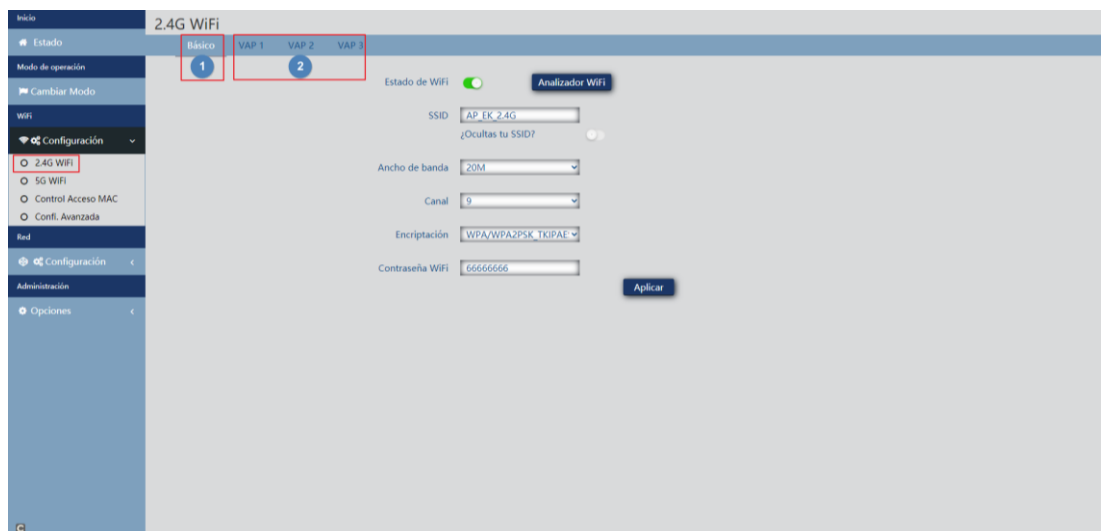 Inicio
Estado
Modo de operación
Cambiar Modo
WiFi
Configuración
2.4G WiFi
5G WiFi
Control Acceso MAC
Confi. Avanzada
Red
Configuración
Administración
Opciones
2.4G WiFi
Básico VAP 1 VAP 2 VAP 3
1 2
Estado de WiFi Analizador WiFi
SSID AP_EK_2.4G
¿Ocultas tu SSID?
Ancho de banda 20M
Canal 9
Encriptación WPA/WPA2PSK_TKIPAE
Contraseña WiFi 66666666
Aplicar